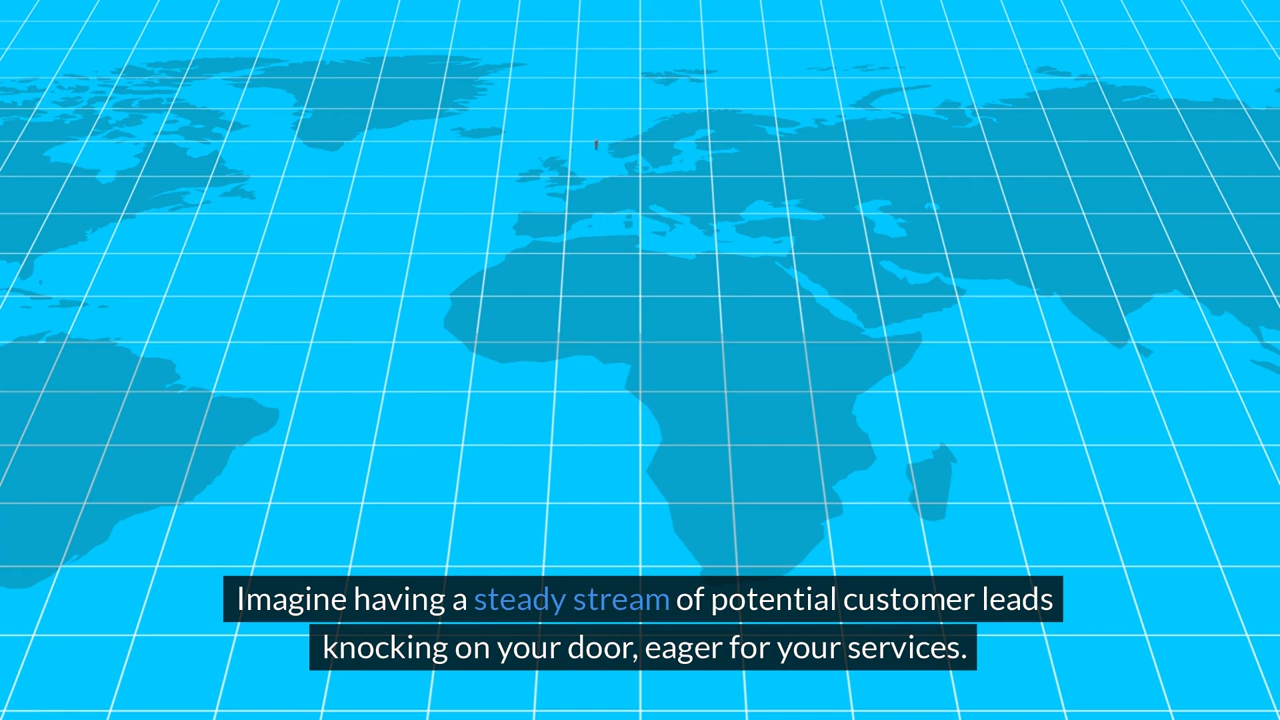 Imagine having a steady stream of potential customer leads
knocking on your door, eager for your services.